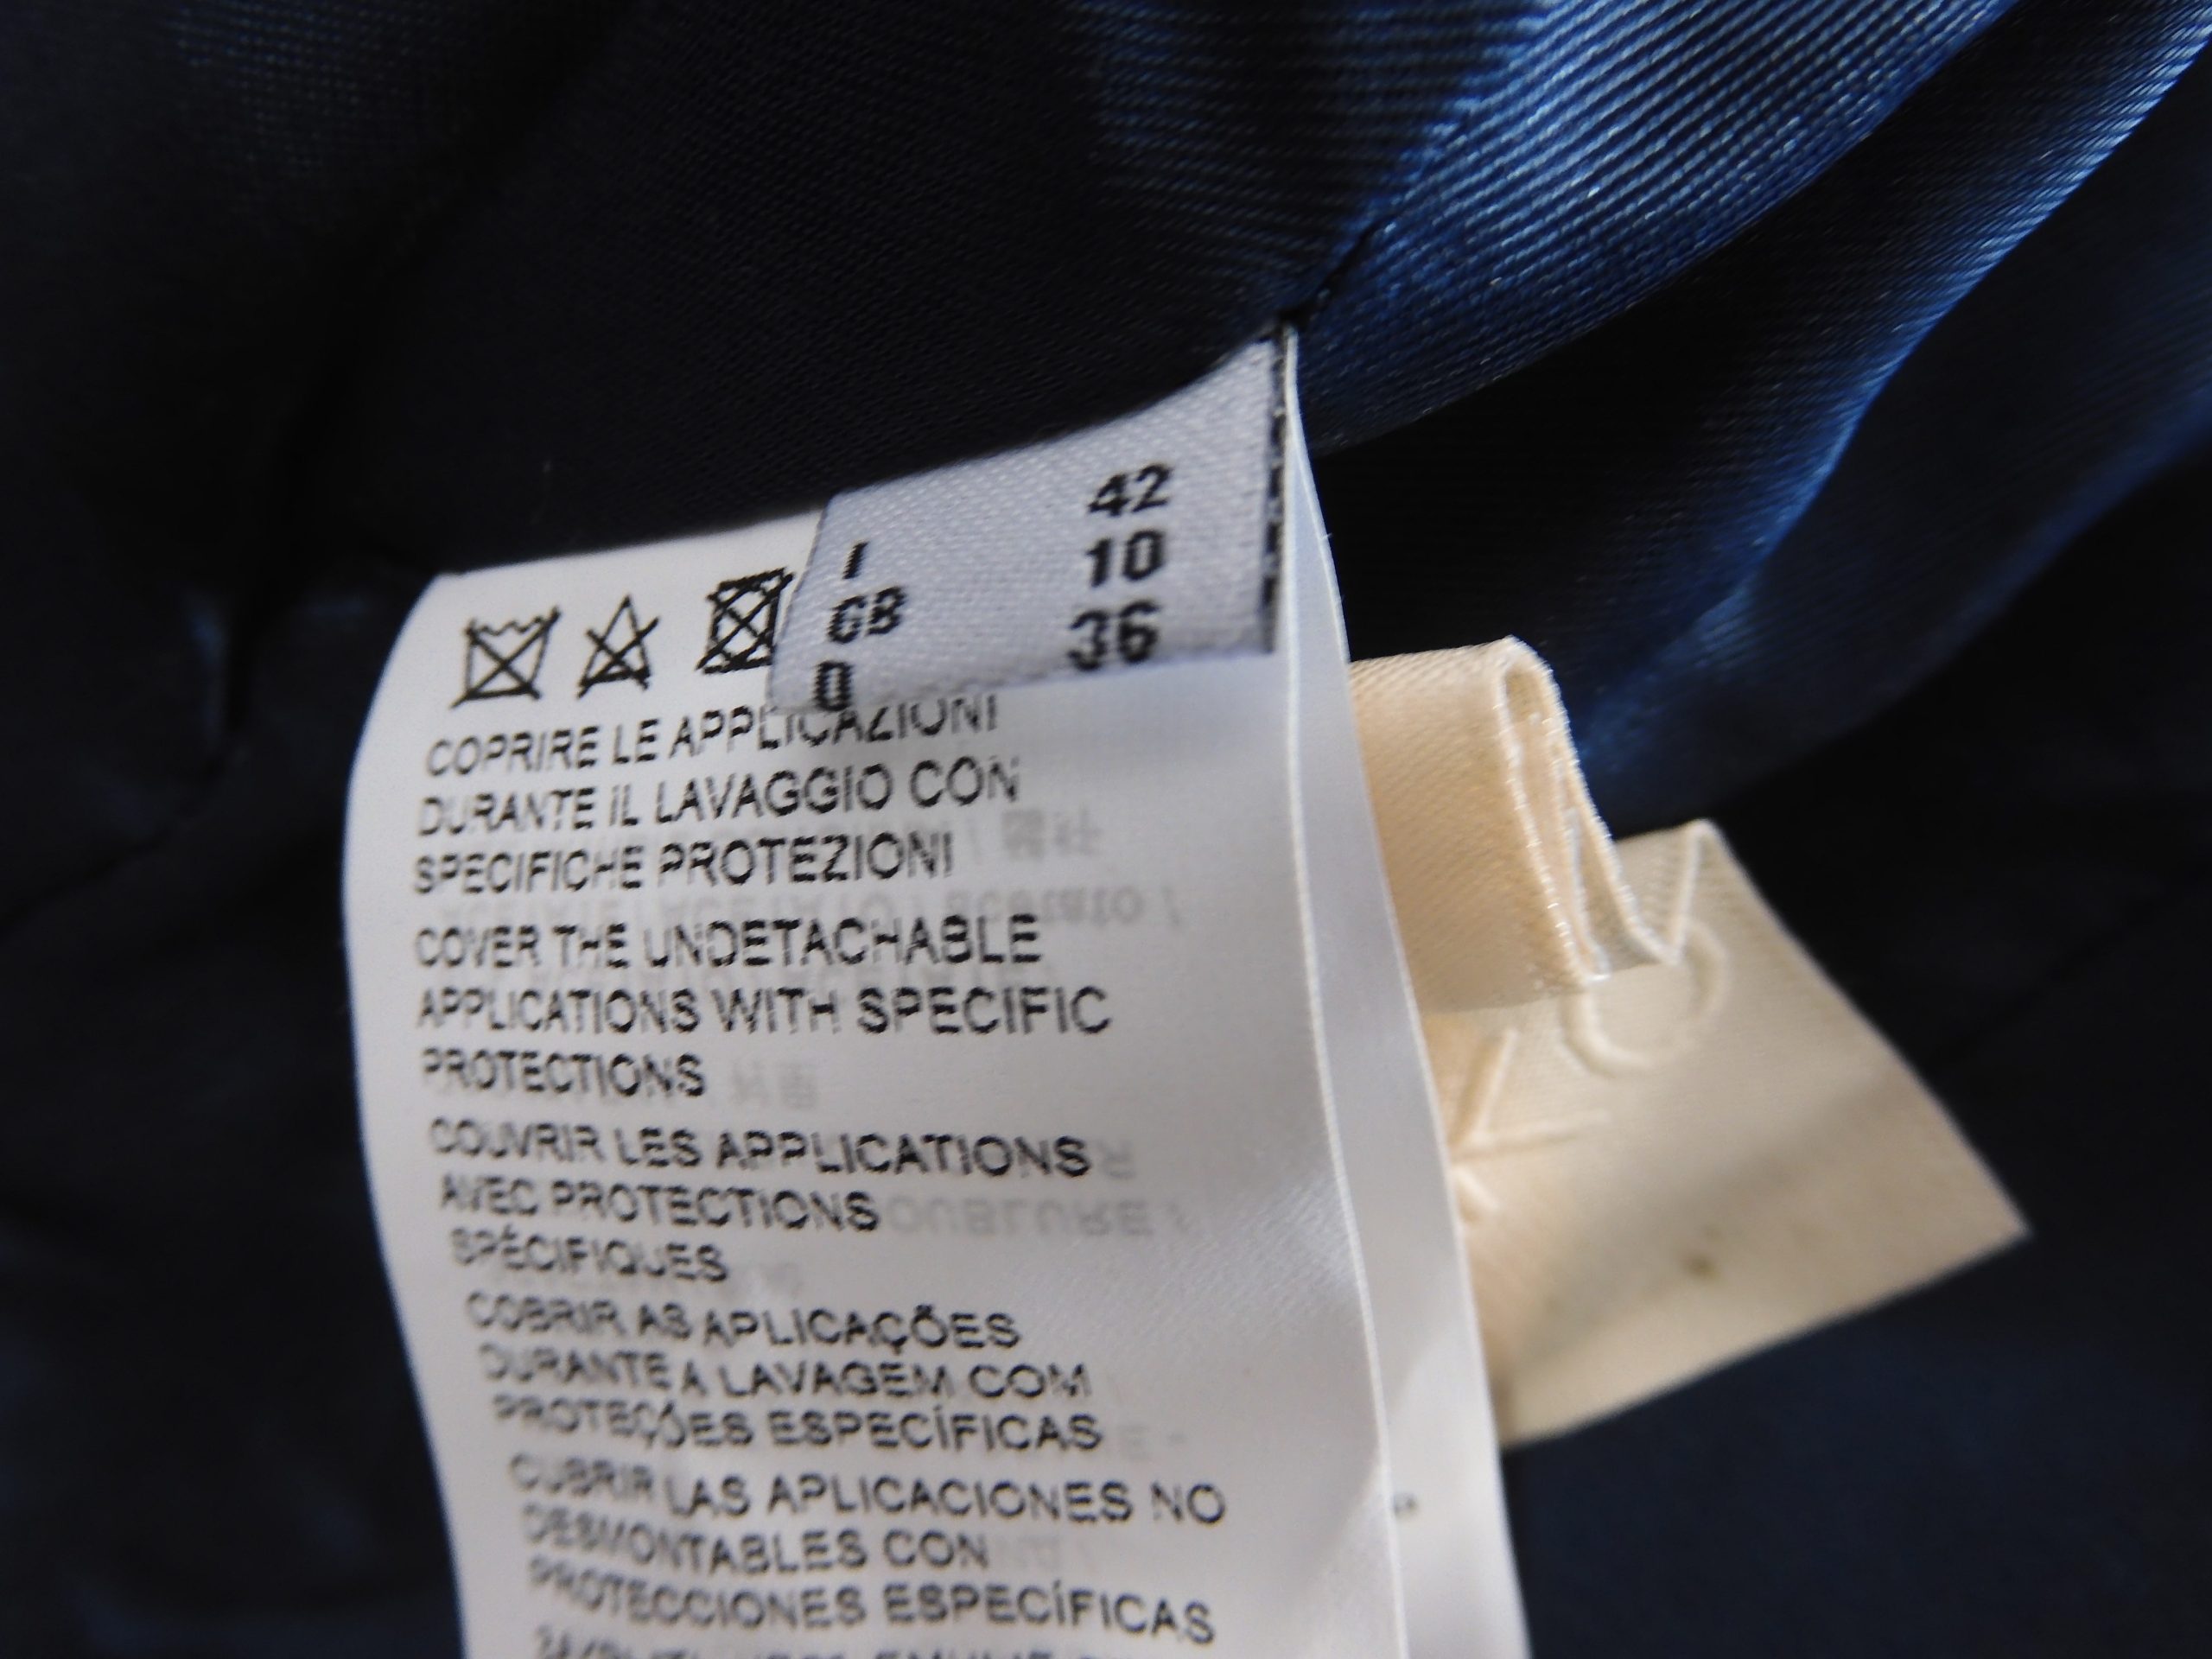 I 42
GB 10
D 36
COPRIRE LE APPLICAZIONI
DURANTE IL LAVAGGIO CON
SPECIFICHE PROTEZIONI
COVER THE UNDETACHABLE
APPLICATIONS WITH SPECIFIC
PROTECTIONS
COUVRIR LES APPLICATIONS
AVEC PROTECTIONS
SPÉCIFIQUES
COBRIR AS APLICAÇÕES
DURANTE A LAVAGEM COM
PROTEÇÕES ESPECÍFICAS
CUBRIR LAS APLICACIONES NO
DESMONTABLES CON
PROTECCIONES ESPECÍFICAS